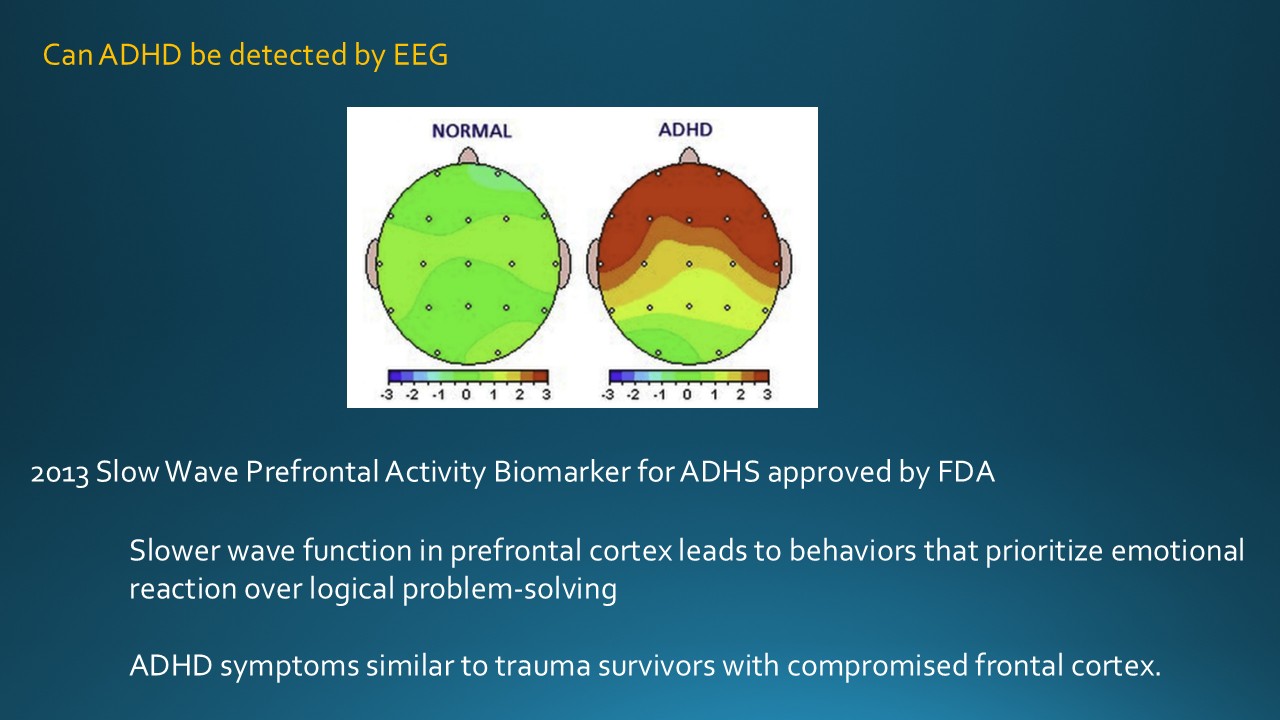 Can ADHD be detected by EEG
NORMAL ADHD
-3 -2 -1 0 1 2 3 -3 -2 -1 0 1 2 3
2013 Slow Wave Prefrontal Activity Biomarker for ADHS approved by FDA
Slower wave function in prefrontal cortex leads to behaviors that prioritize emotional
reaction over logical problem-solving
ADHD symptoms similar to trauma survivors with compromised frontal cortex.